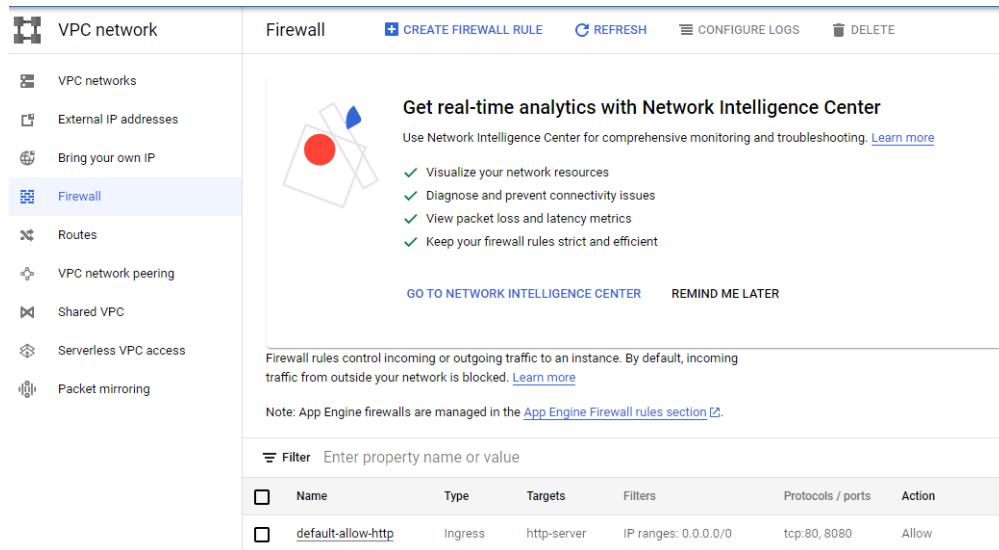 VPC network
Firewall
CREATE FIREWALL RULE
REFRESH
CONFIGURE LOGS
DELETE
VPC networks
External IP addresses
Bring your own IP
Firewall
Routes
VPC network peering
Shared VPC
Serverless VPC access
Packet mirroring
Get real-time analytics with Network Intelligence Center
Use Network Intelligence Center for comprehensive monitoring and troubleshooting. Learn more
Visualize your network resources
Diagnose and prevent connectivity issues
View packet loss and latency metrics
Keep your firewall rules strict and efficient
GO TO NETWORK INTELLIGENCE CENTER REMIND ME LATER
Firewall rules control incoming or outgoing traffic to an instance. By default, incoming
traffic from outside your network is blocked. Learn more
Note: App Engine firewalls are managed in the App Engine Firewall rules section.
Filter Enter property name or value
Name Type Targets Filters Protocols / ports Action
default-allow-http Ingress http-server IP ranges: 0.0.0.0/0 tcp:80, 8080 Allow